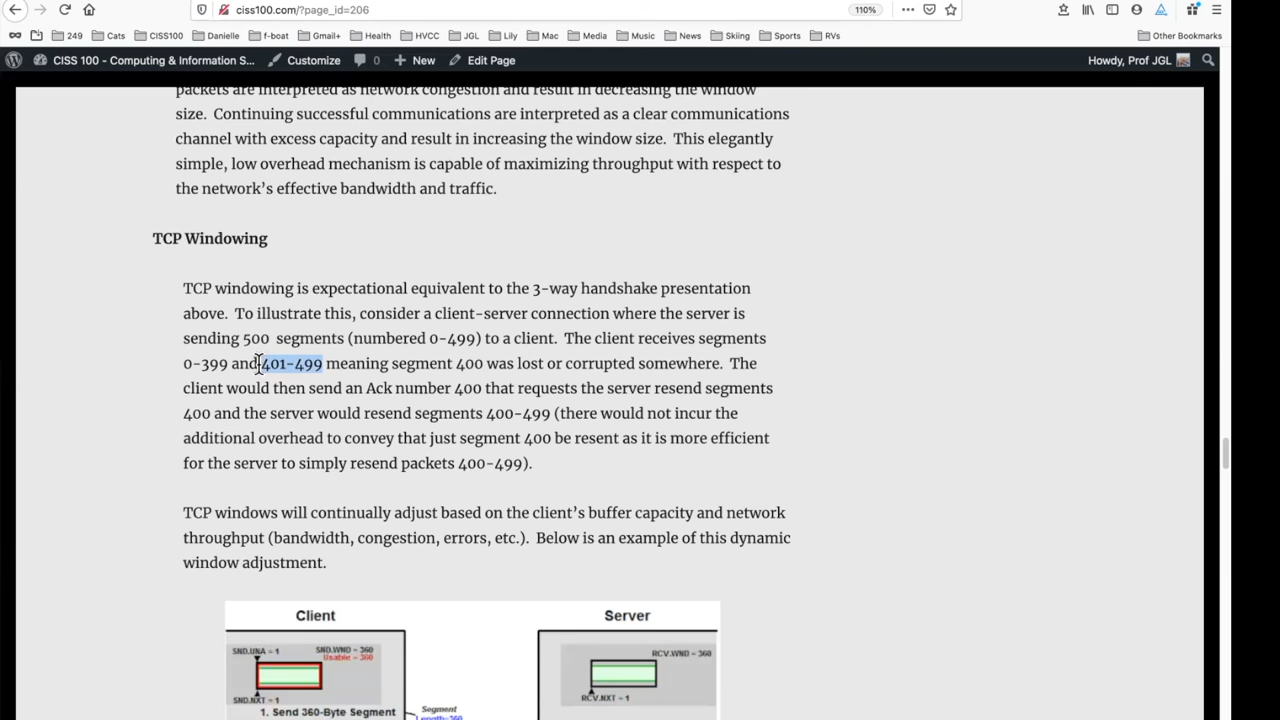 ciss100.com/?page_id=206
110%
249 Cats CISS100 Danielle f-boat Gmail+ Health HVCC JGL Lily Mac Media Music News Skiing Sports RVs Other Bookmarks
CISS 100 - Computing & Information S... Customize 0 New Edit Page Howdy, Prof JGL
packets are interpreted as network congestion and result in decreasing the window
size. Continuing successful communications are interpreted as a clear communications
channel with excess capacity and result in increasing the window size. This elegantly
simple, low overhead mechanism is capable of maximizing throughput with respect to
the network's effective bandwidth and traffic.
TCP Windowing
TCP windowing is expectational equivalent to the 3-way handshake presentation
above. To illustrate this, consider a client-server connection where the server is
sending 500 segments (numbered 0-499) to a client. The client receives segments
0-399 and 401-499 meaning segment 400 was lost or corrupted somewhere. The
client would then send an Ack number 400 that requests the server resend segments
400 and the server would resend segments 400-499 (there would not incur the
additional overhead to convey that just segment 400 be resent as it is more efficient
for the server to simply resend packets 400-499).
TCP windows will continually adjust based on the client's buffer capacity and network
throughput (bandwidth, congestion, errors, etc.). Below is an example of this dynamic
window adjustment.
Client Server
SND.UNA = 1 SND.WND = 360
Usable = 360
RCV.WND = 360
SND.NXT = 1
RCV.NXT = 1
1. Send 360-Byte Segment
Segment
Length=360